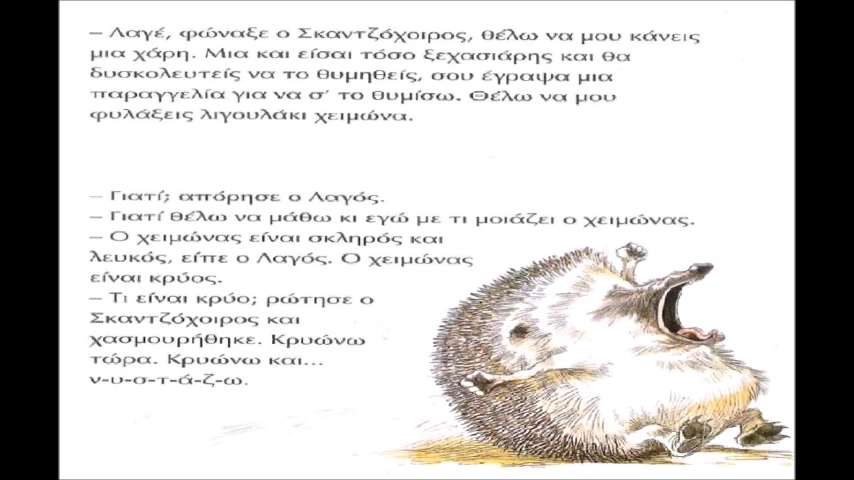 – Λαγέ, φώναξε ο Σκαντζόχοιρος, θέλω να μου κάνεις
μια χάρη. Μια και είσαι τόσο ξεχασιάρης και θα
δυσκολευτείς να το θυμηθείς, σου έγραψα μια
παραγγελία για να σ' το θυμίσω. Θέλω να μου
φυλάξεις λιγουλάκι χειμώνα.
– Γιατί; απόρησε ο Λαγός.
– Γιατί θέλω να μάθω κι εγώ με τι μοιάζει ο χειμώνας.
– Ο χειμώνας είναι σκληρός και
λευκός, είπε ο Λαγός. Ο χειμώνας
είναι κρύος.
– Τι είναι κρύο; ρώτησε ο
Σκαντζόχοιρος και
χασμουρήθηκε. Κρυώνω
τώρα. Κρυώνω και...
ν-υ-σ-τ-ά-ζ-ω.